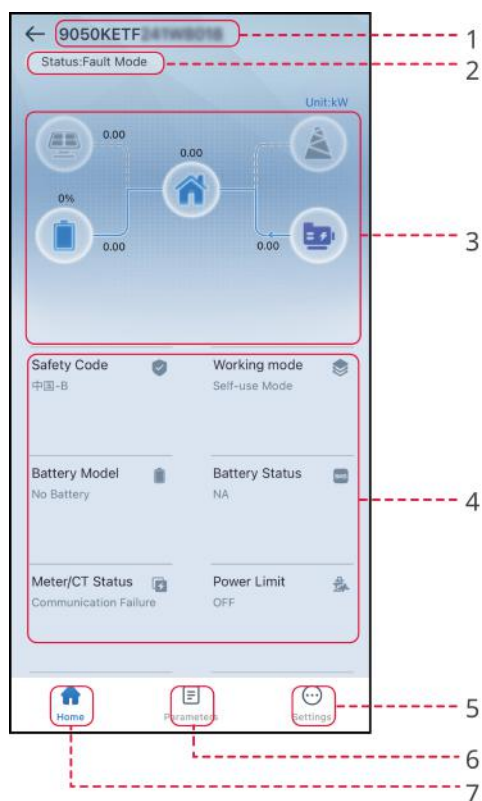 9050KETF
1
Status:Fault Mode
2
Unit:kW
0.00
0.00
0%
0.00
0.00
3
Safety Code
Working mode
中国-B
Self-use Mode
Battery Model
Battery Status
No Battery
NA
4
Meter/CT Status
Power Limit
Communication Failure
OFF
Home
Parameters
Settings
5
6
7